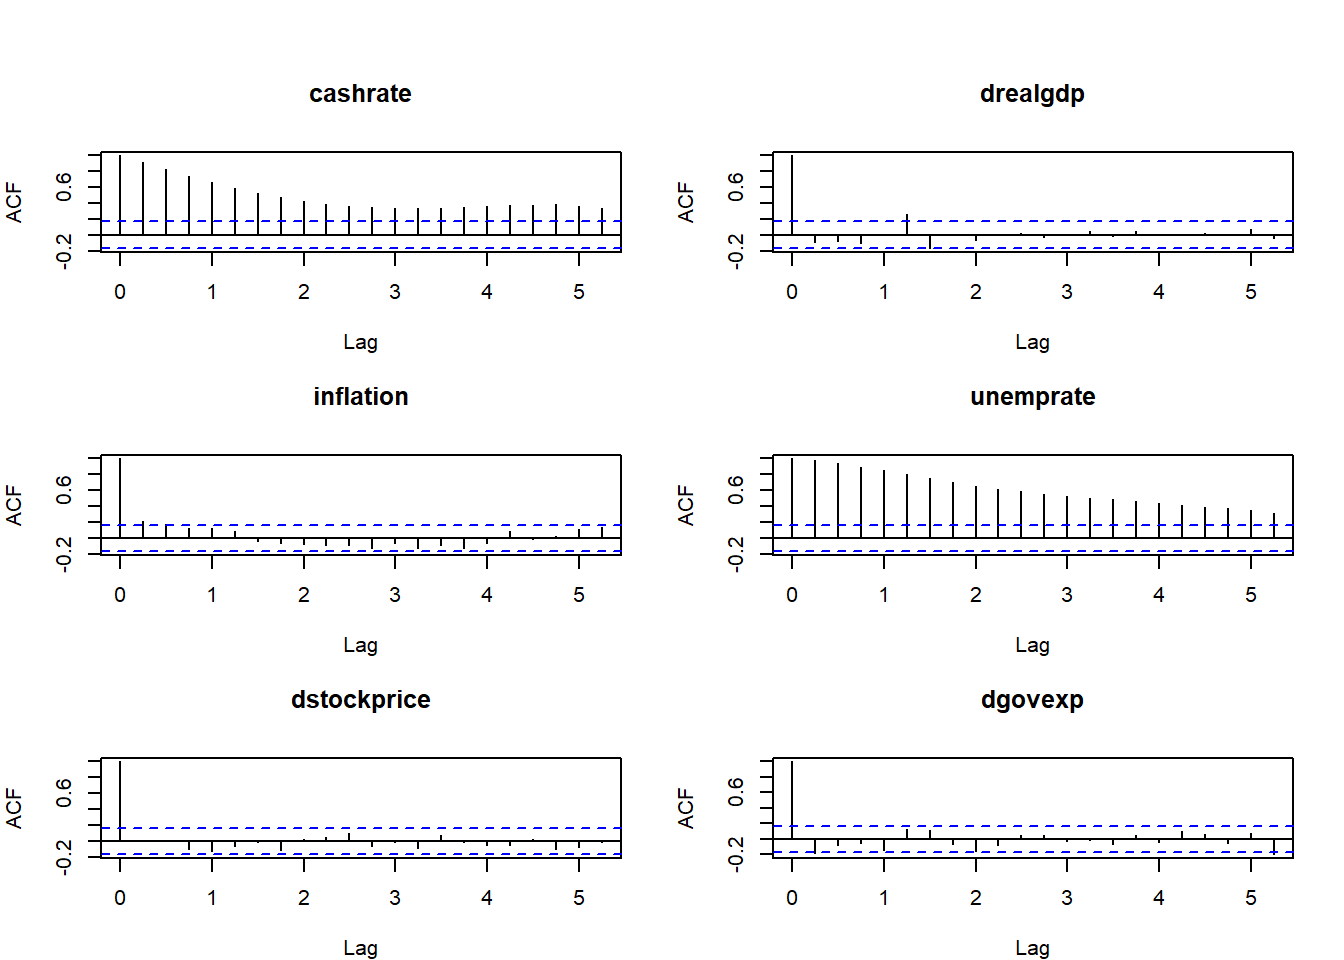 cashrate
ACF
0.6
-0.2
0 1 2 3 4 5
Lag
drealgdp
ACF
0.6
-0.2
0 1 2 3 4 5
Lag
inflation
ACF
0.6
-0.2
0 1 2 3 4 5
Lag
unemprate
ACF
0.6
-0.2
0 1 2 3 4 5
Lag
dstockprice
ACF
0.6
-0.2
0 1 2 3 4 5
Lag
dgovexp
ACF
0.6
-0.2
0 1 2 3 4 5
Lag